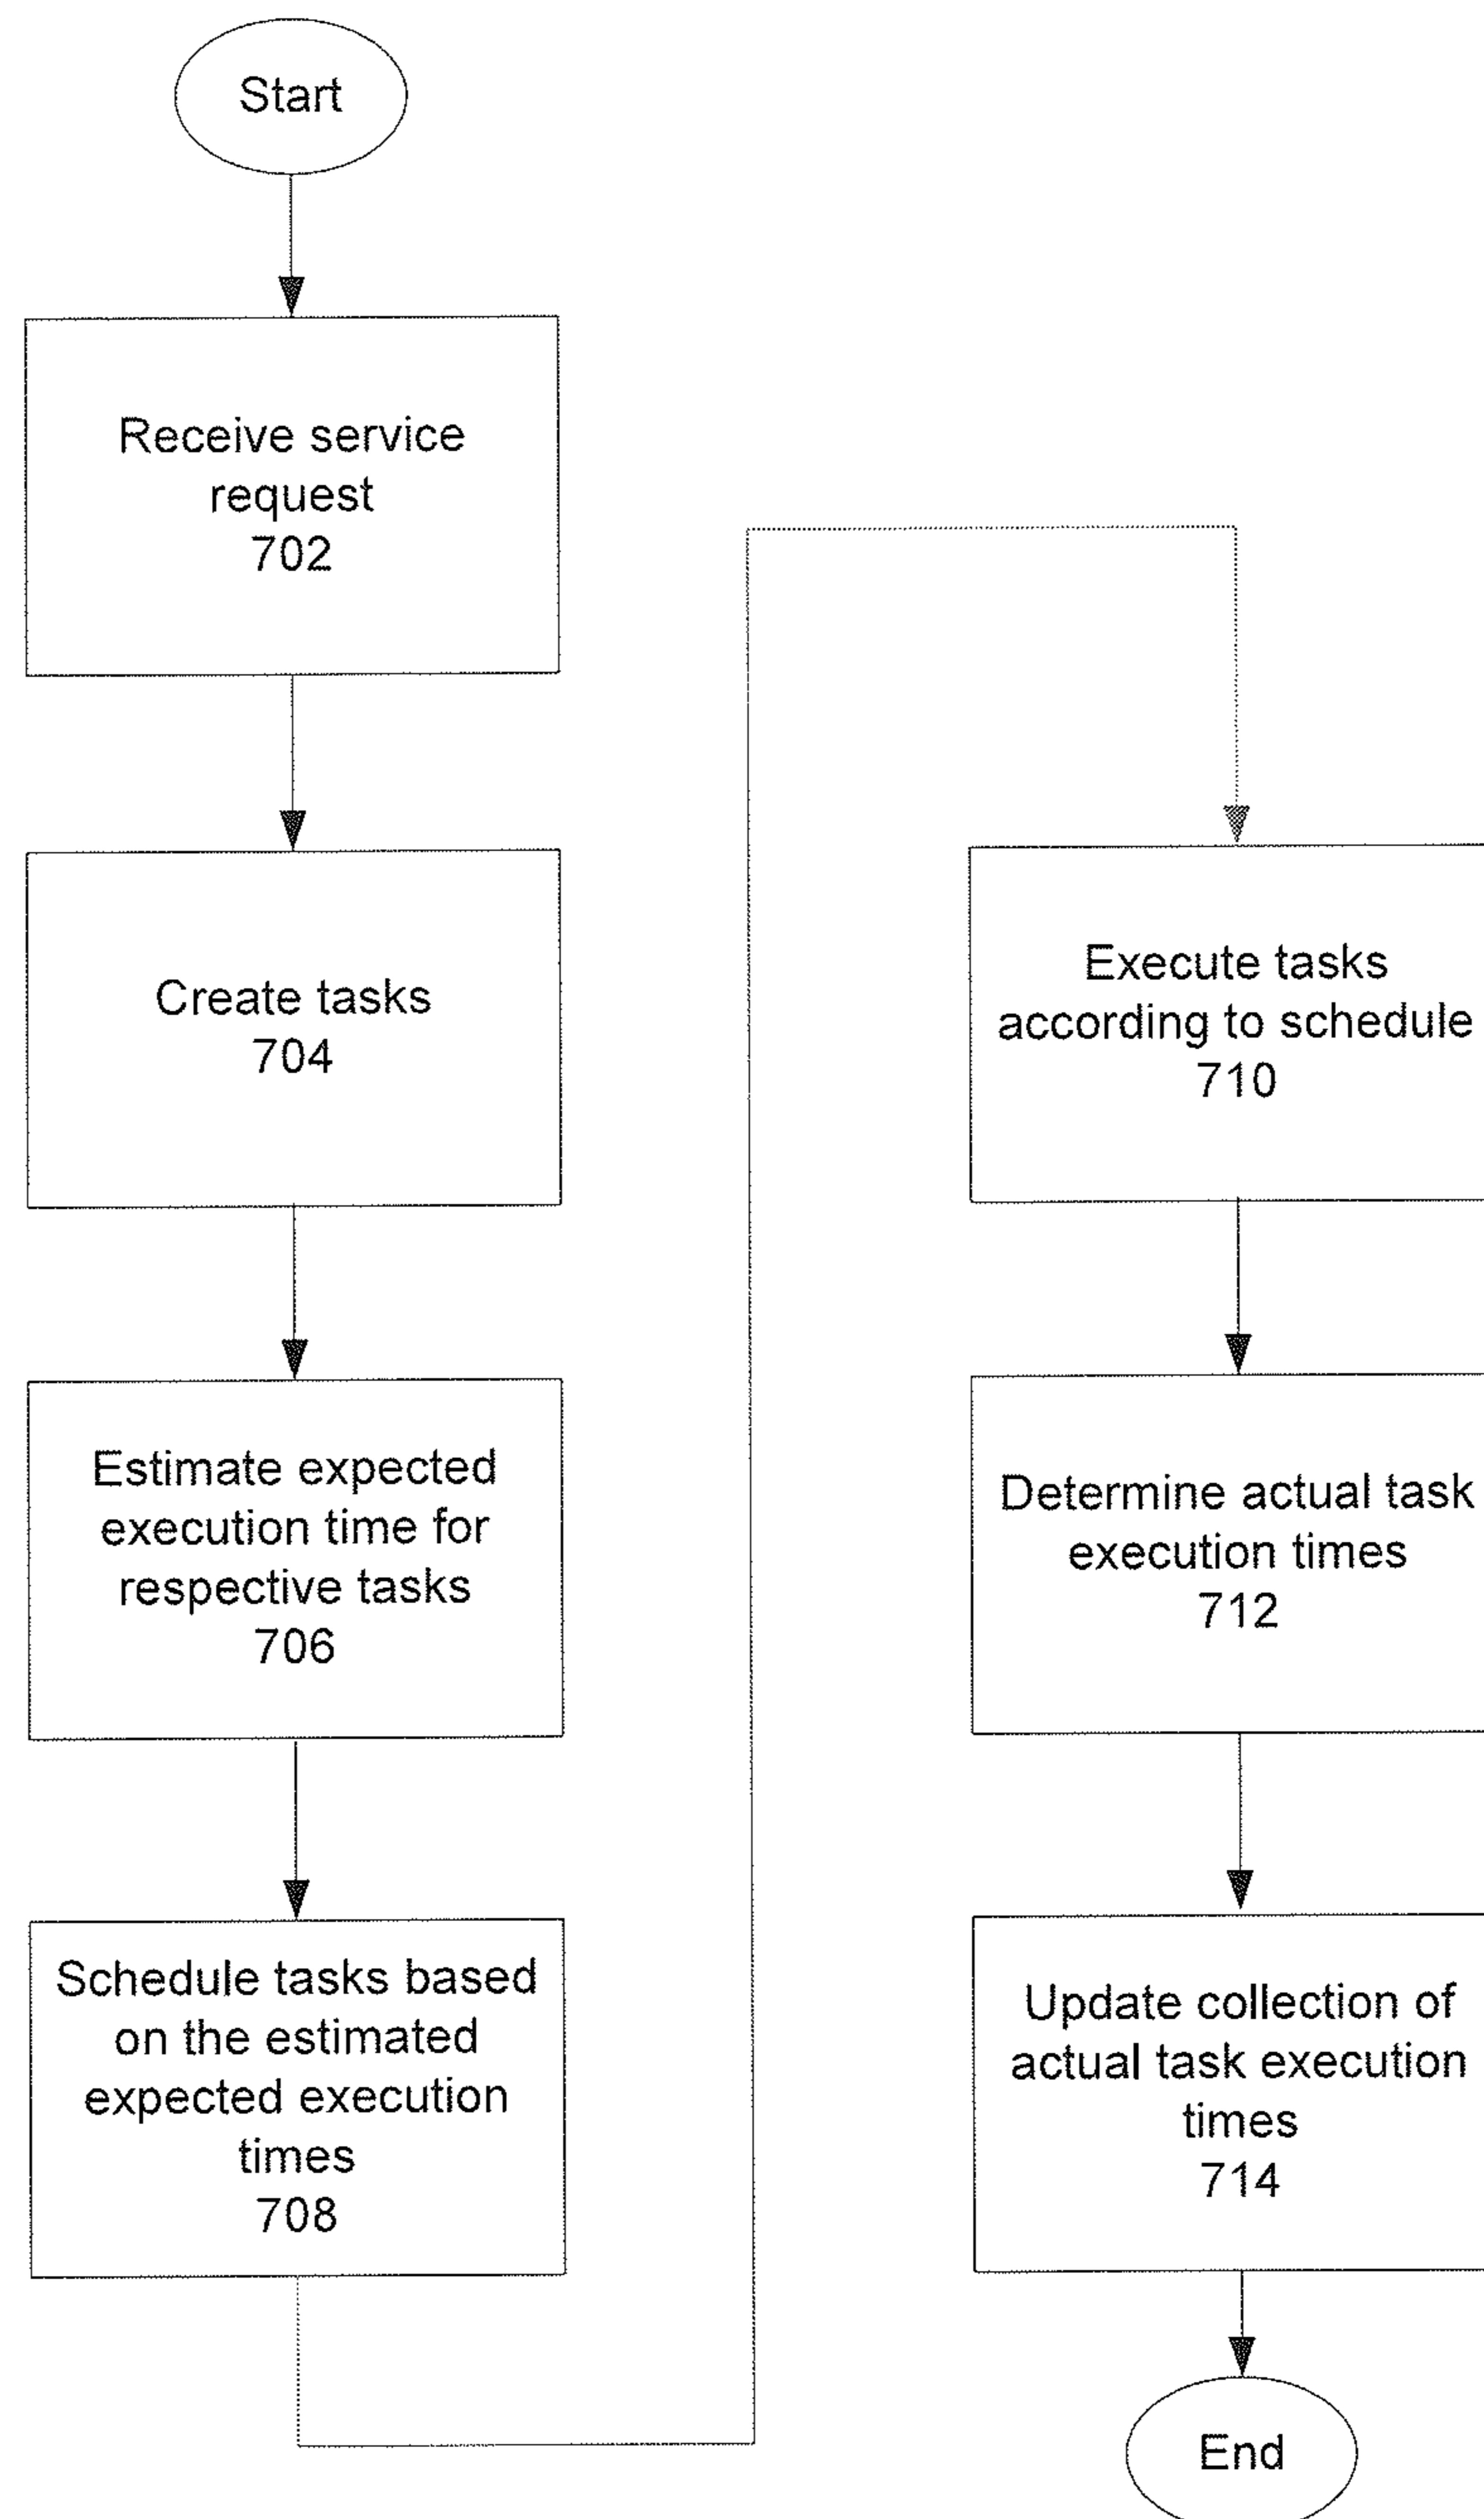 Start
Receive service
request
702
Create tasks
704
Estimate expected
execution time for
respective tasks
706
Schedule tasks based
on the estimated
expected execution
times
708
Execute tasks
according to schedule
710
Determine actual task
execution times
712
Update collection of
actual task execution
times
714
End